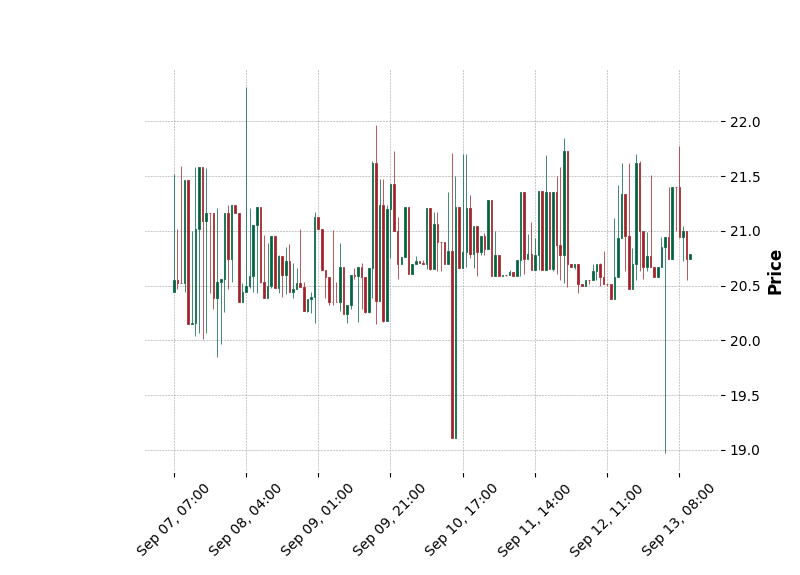 22.0
21.5
21.0
20.5
20.0
19.5
19.0
Price
Sep 07, 07:00
Sep 08, 04:00
Sep 09, 01:00
Sep 09, 21:00
Sep 10, 17:00
Sep 11, 14:00
Sep 12, 11:00
Sep 13, 08:00